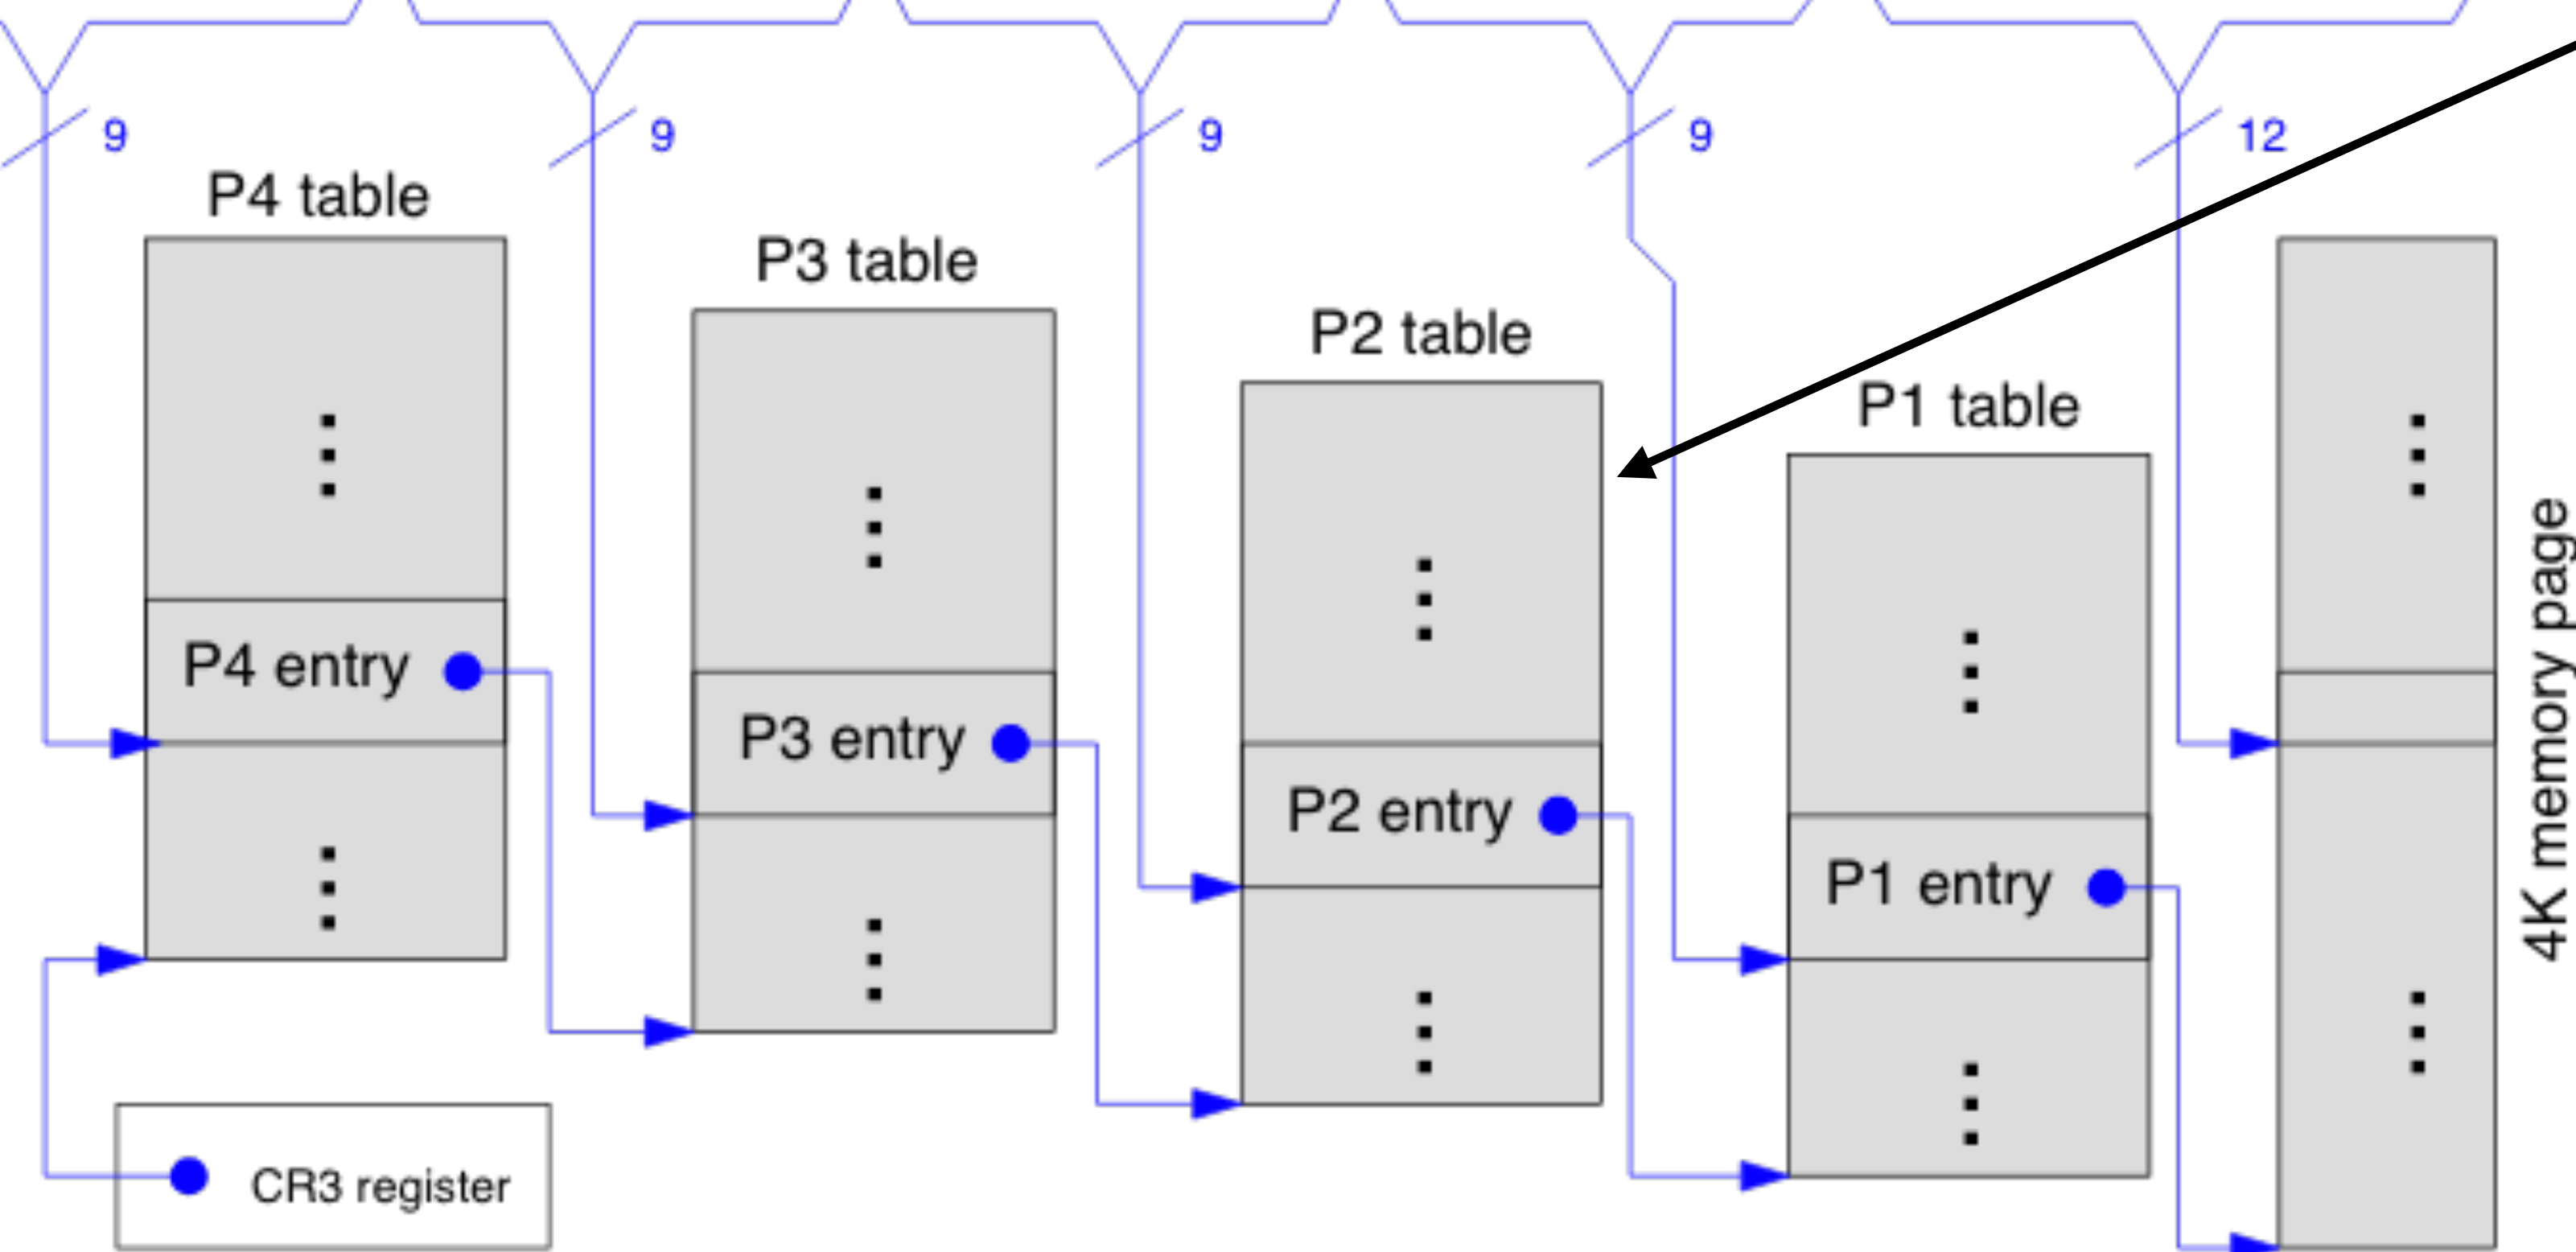 9
9
9
9
12
P4 table
P3 table
P2 table
P1 table
P4 entry
P3 entry
P2 entry
P1 entry
4K memory page
CR3 register